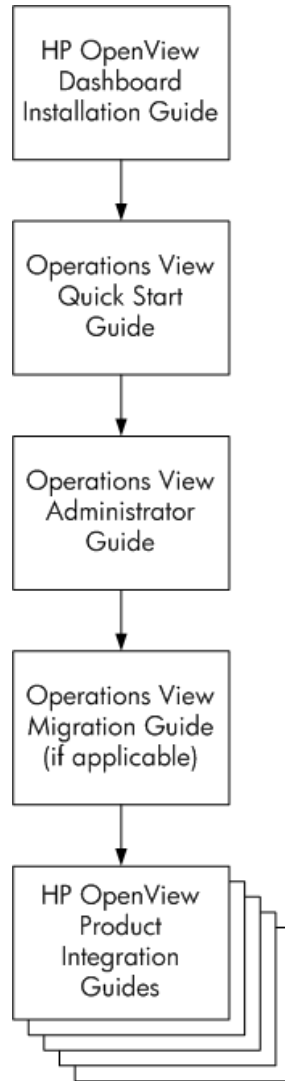 HP OpenView
Dashboard
Installation Guide
Operations View
Quick Start
Guide
Operations View
Administrator
Guide
Operations View
Migration Guide
(if applicable)
HP OpenView
Product
Integration
Guides